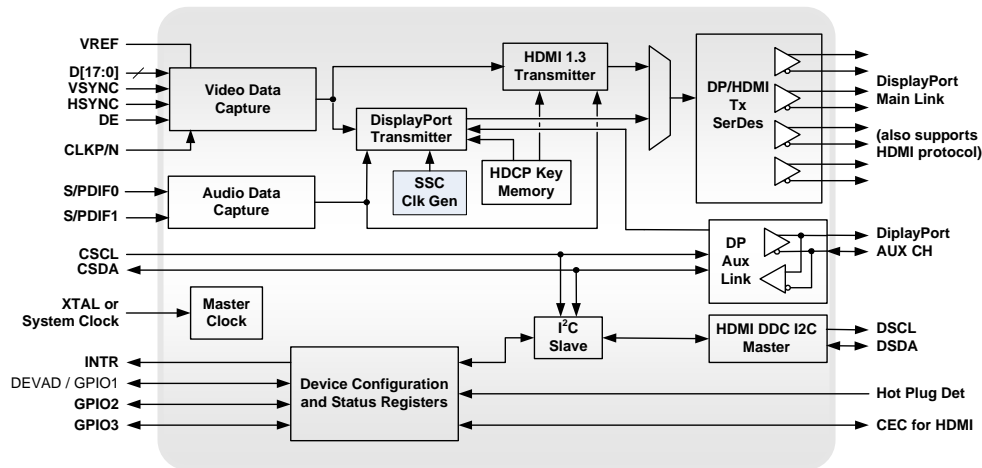 VREF
D[17:0]
VSYNC
HSYNC
DE
CLKP/N
S/PDIF0
S/PDIF1
CSCL
CSDA
XTAL or
System Clock
INTR
DEVAD / GPIO1
GPIO2
GPIO3
Video Data
Capture
Audio Data
Capture
Master
Clock
Device Configuration
and Status Registers
DisplayPort
Transmitter
SSC
Clk Gen
HDMI 1.3
Transmitter
HDCP Key
Memory
I2C
Slave
DP/HDMI
Tx
SerDes
DP
Aux
Link
HDMI DDC I2C
Master
DisplayPort
Main Link
(also supports
HDMI protocol)
DiplayPort
AUX CH
DSCL
DSDA
Hot Plug Det
CEC for HDMI